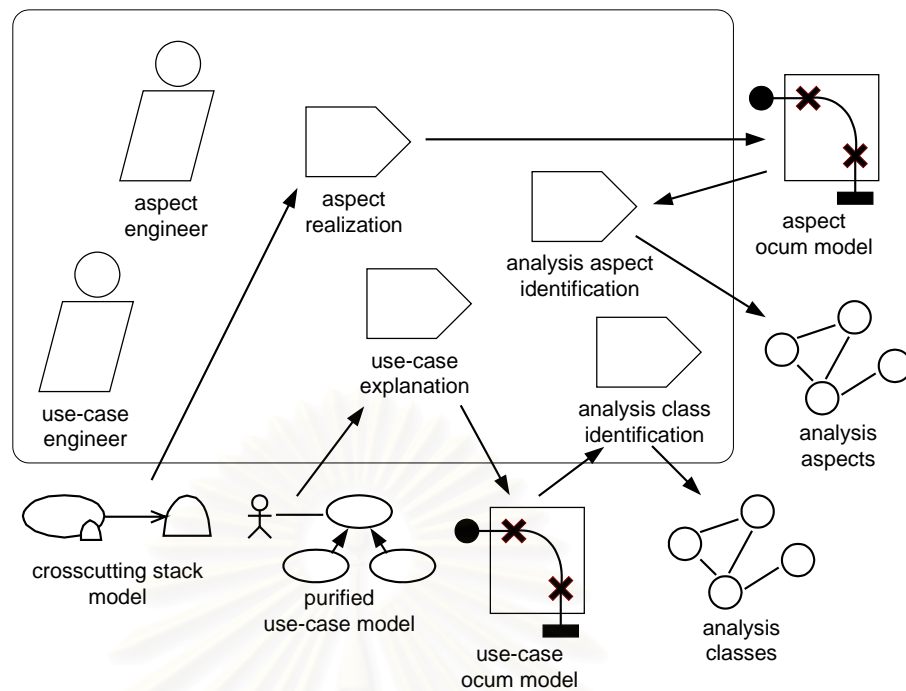 aspect
engineer
aspect
realization
aspect
ocum model
analysis aspect
identification
use-case
engineer
use-case
explanation
analysis class
identification
analysis
aspects
crosscutting stack
model
purified
use-case model
use-case
ocum model
analysis
classes